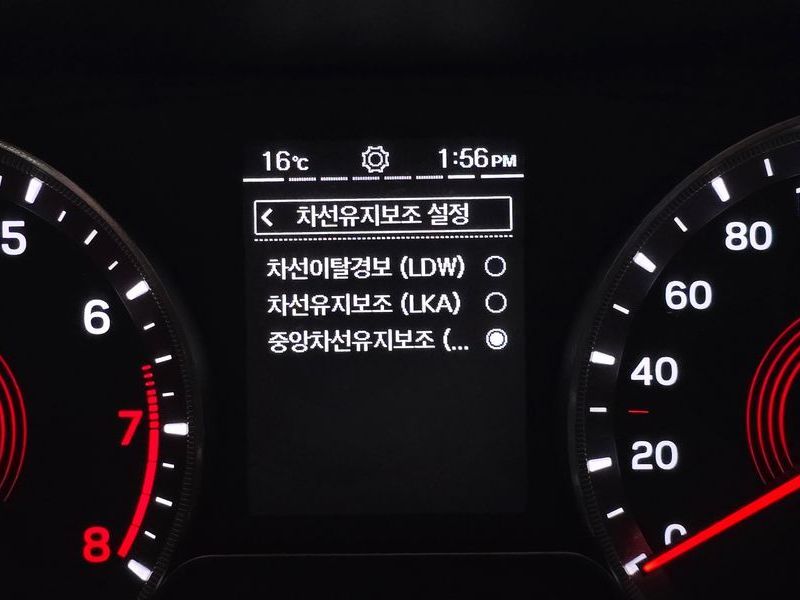 16℃ 1:56PM
< 차선유지보조 설정
차선이탈경보 (LDW)
차선유지보조 (LKA)
중앙차선유지보조 (...
5
6
7
8
80
60
40
20
0